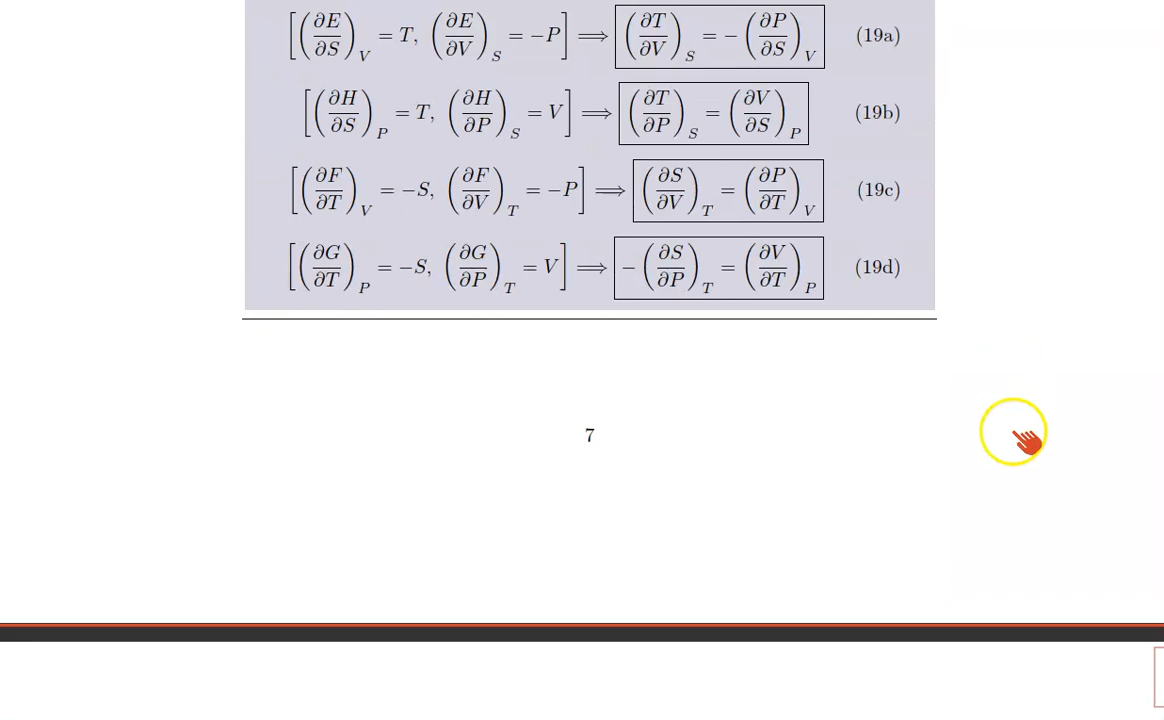 [(∂E/∂S)_V = T, (∂E/∂V)_S = −P] ⟹ (∂T/∂V)_S = −(∂P/∂S)_V (19a)
[(∂H/∂S)_P = T, (∂H/∂P)_S = V] ⟹ (∂T/∂P)_S = (∂V/∂S)_P (19b)
[(∂F/∂T)_V = −S, (∂F/∂V)_T = −P] ⟹ (∂S/∂V)_T = (∂P/∂T)_V (19c)
[(∂G/∂T)_P = −S, (∂G/∂P)_T = V] ⟹ −(∂S/∂P)_T = (∂V/∂T)_P (19d)
7